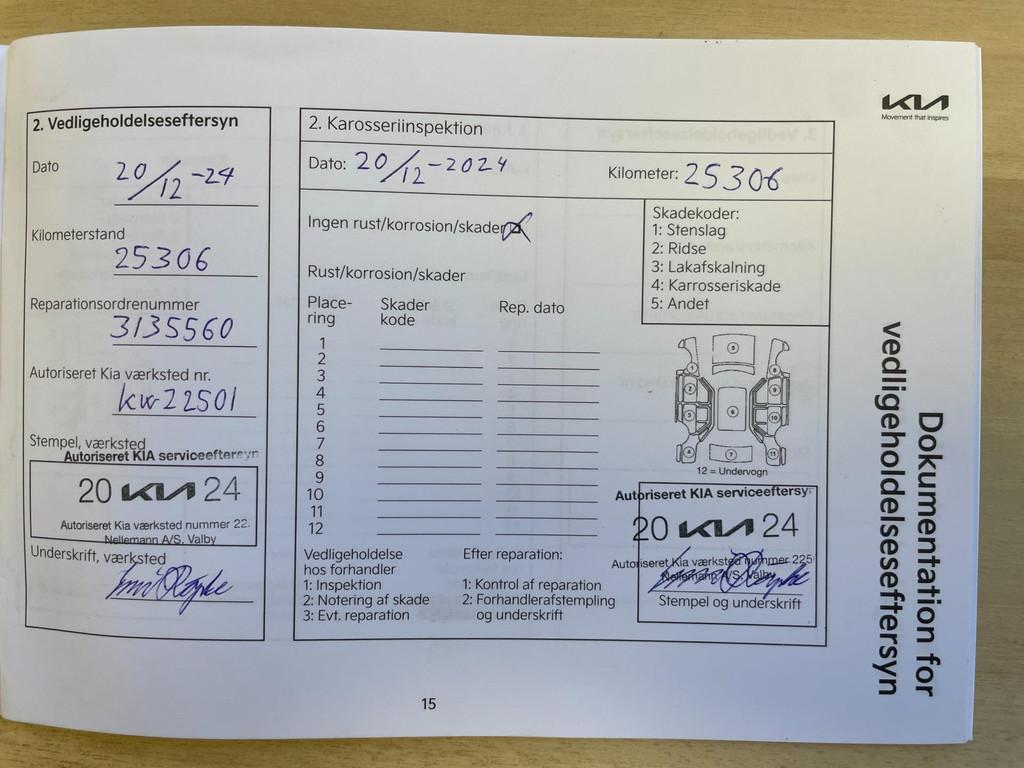 KIA
Movement that inspires
Dokumentation for
vedligeholdelseseftersyn
2. Vedligeholdelseseftersyn
Dato
20/12-24
Kilometerstand
25306
Reparationsordrenummer
3135560
Autoriseret Kia værksted nr.
kw22501
Stempel, værksted
Autoriseret KIA serviceeftersyn
20 KIA 24
Autoriseret Kia værksted nummer 22
Nellemann A/S, Valby
Underskrift, værksted
2. Karosseriinspektion
Dato: 20/12-2024
Kilometer: 25306
Ingen rust/korrosion/skader
Rust/korrosion/skader
Skadekoder:
1: Stenslag
2: Ridse
3: Lakafskalning
4: Karrosseriskade
5: Andet
Place-
ring
Skader
kode
Rep. dato
1
2
3
4
5
6
7
8
9
10
11
12
12 = Undervogn
Vedligeholdelse
hos forhandler
1: Inspektion
2: Notering af skade
3: Evt. reparation
Efter reparation:
1: Kontrol af reparation
2: Forhandlerafstempling
og underskrift
Autoriseret KIA serviceeftersy
20 KIA 24
Autoriseret Kia værksted nummer 225
Nellemann A/S, Valby
Stempel og underskrift
15